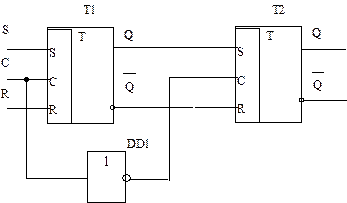 T1 T2
S Q Q
T T
S S
C
C C
Q Q
R R R
DD1
1